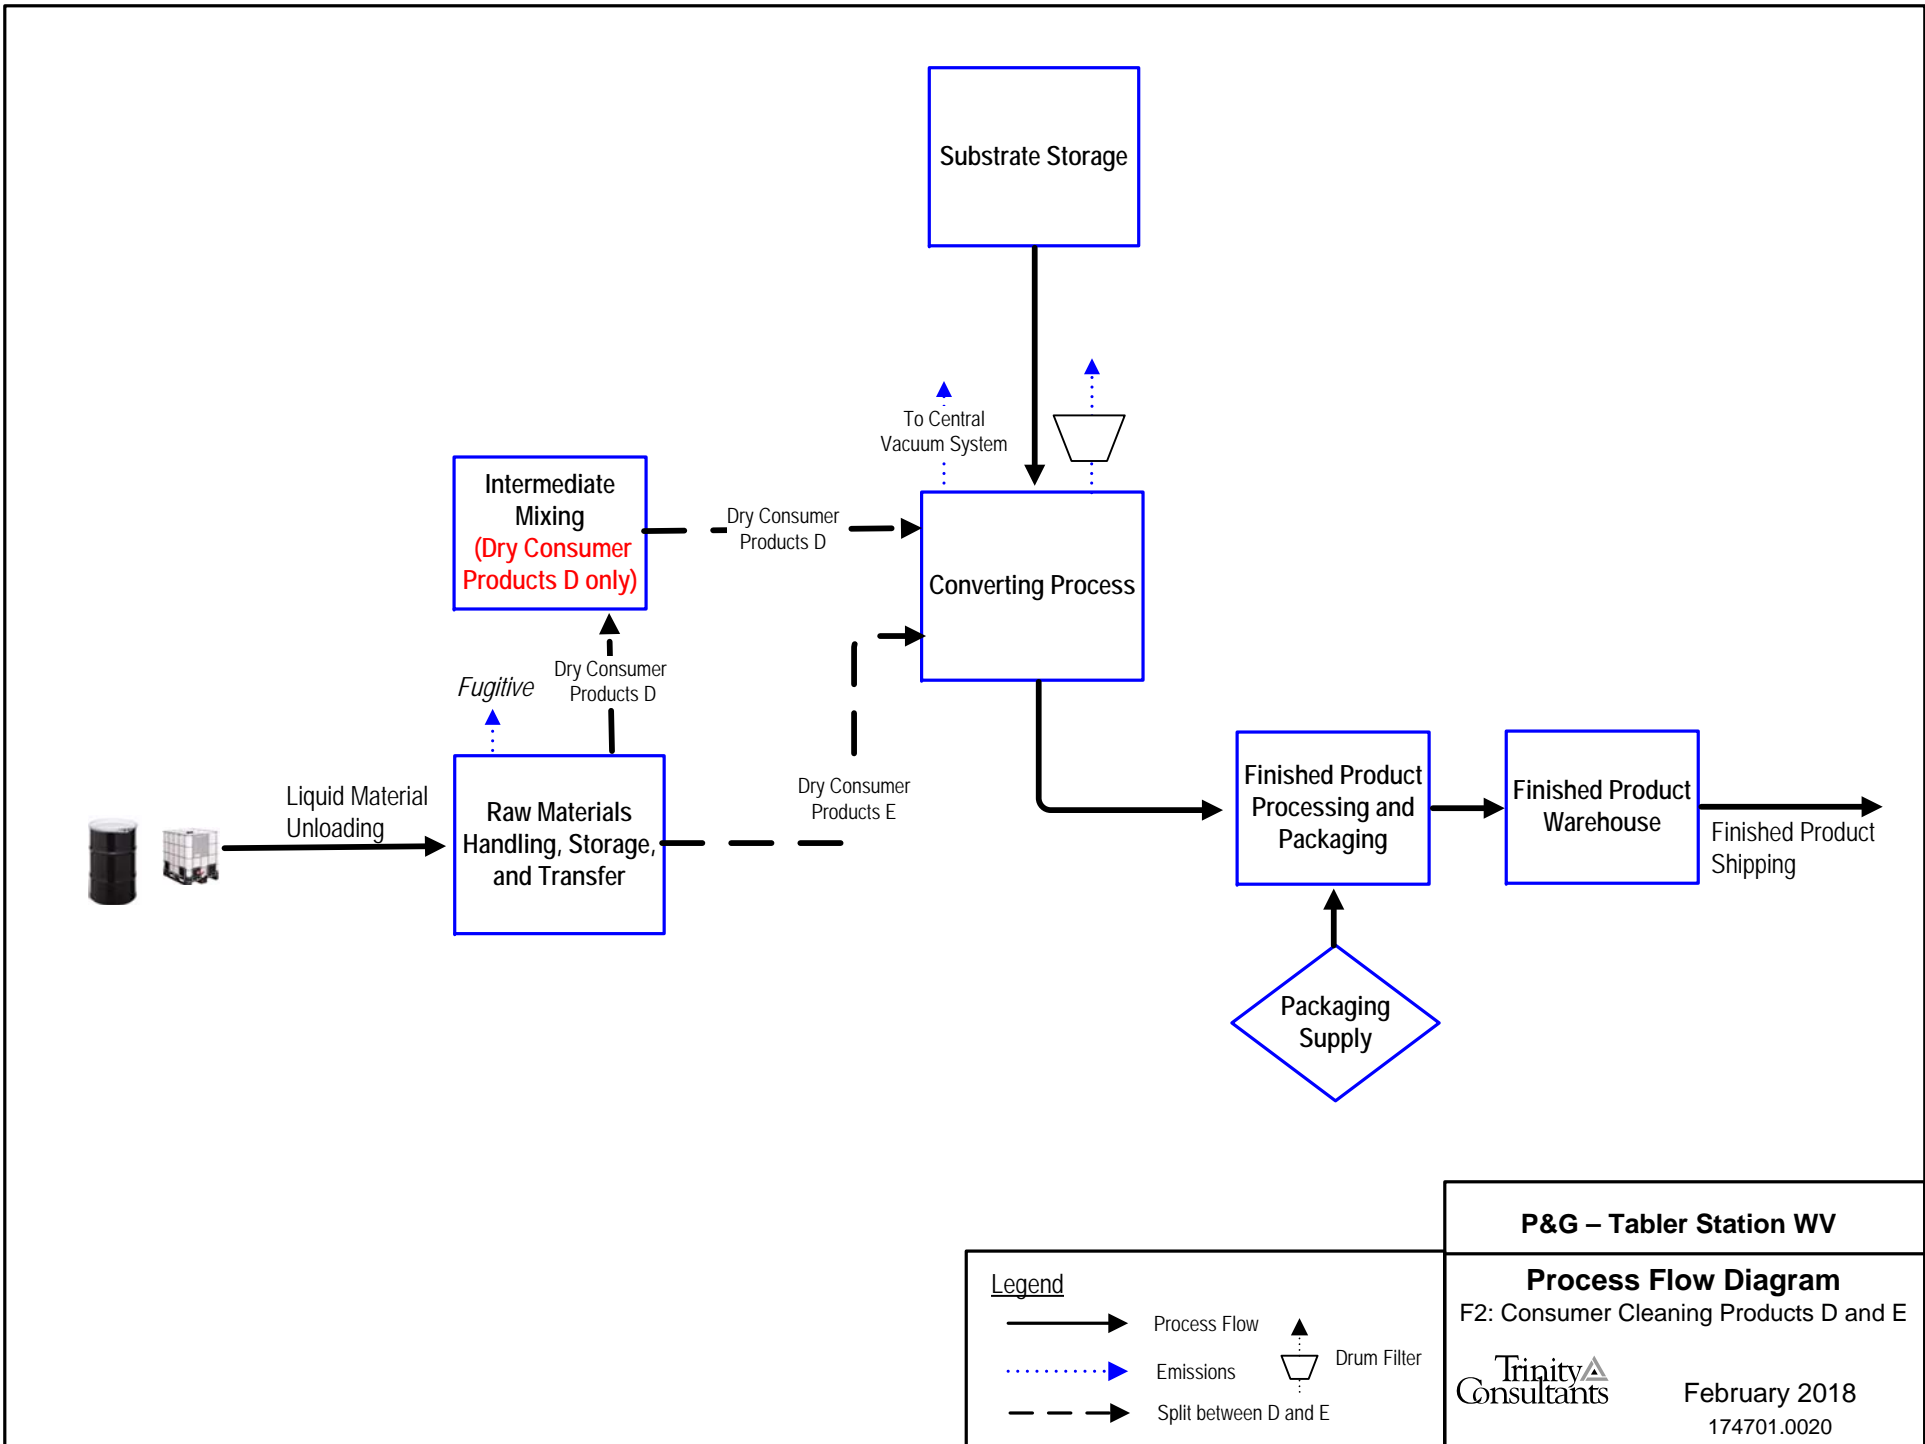 Substrate Storage
To Central
Vacuum System
Intermediate
Mixing
(Dry Consumer
Products D only)
Dry Consumer
Products D
Converting Process
Dry Consumer
Products D
Fugitive
Liquid Material
Unloading
Raw Materials
Handling, Storage,
and Transfer
Dry Consumer
Products E
Finished Product
Processing and
Packaging
Finished Product
Warehouse
Finished Product
Shipping
Packaging
Supply
Legend
Process Flow
Emissions
Split between D and E
Drum Filter
P&G – Tabler Station WV
Process Flow Diagram
F2: Consumer Cleaning Products D and E
Trinity
Consultants
February 2018
174701.0020